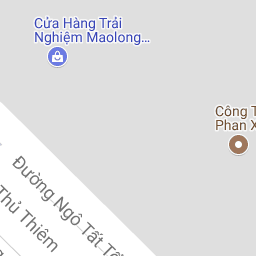 Cửa Hàng Trải
Nghiệm Maolong...
Công T
Phan X
Đường Ngô Tất Tố
Thủ Thiêm